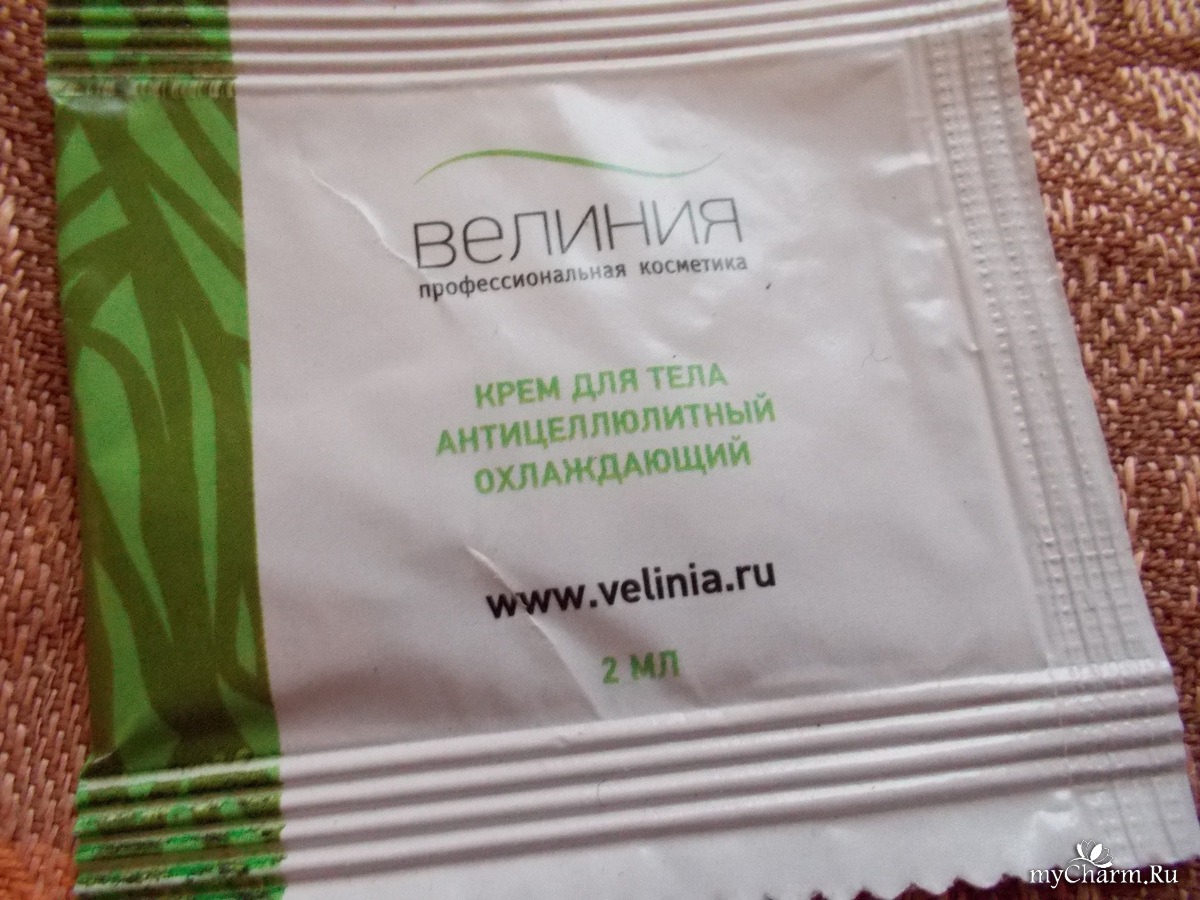 велиния
профессиональная косметика
КРЕМ ДЛЯ ТЕЛА
АНТИЦЕЛЛЮЛИТНЫЙ
ОХЛАЖДАЮЩИЙ
www.velinia.ru
2 МЛ
myCharm.Ru